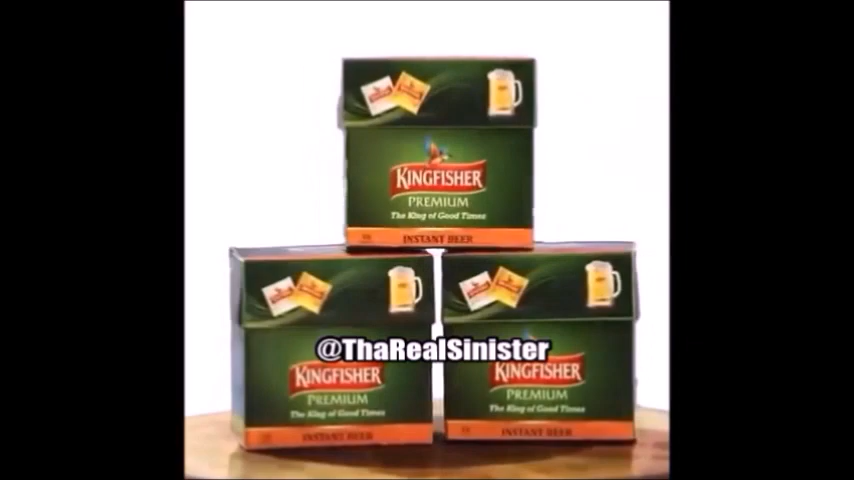 KINGFISHER
PREMIUM
The King of Good Times
INSTANT BEER
@ThaRealSinister
KINGFISHER
PREMIUM
The King of Good Times
INSTANT BEER
KINGFISHER
PREMIUM
The King of Good Times
INSTANT BEER